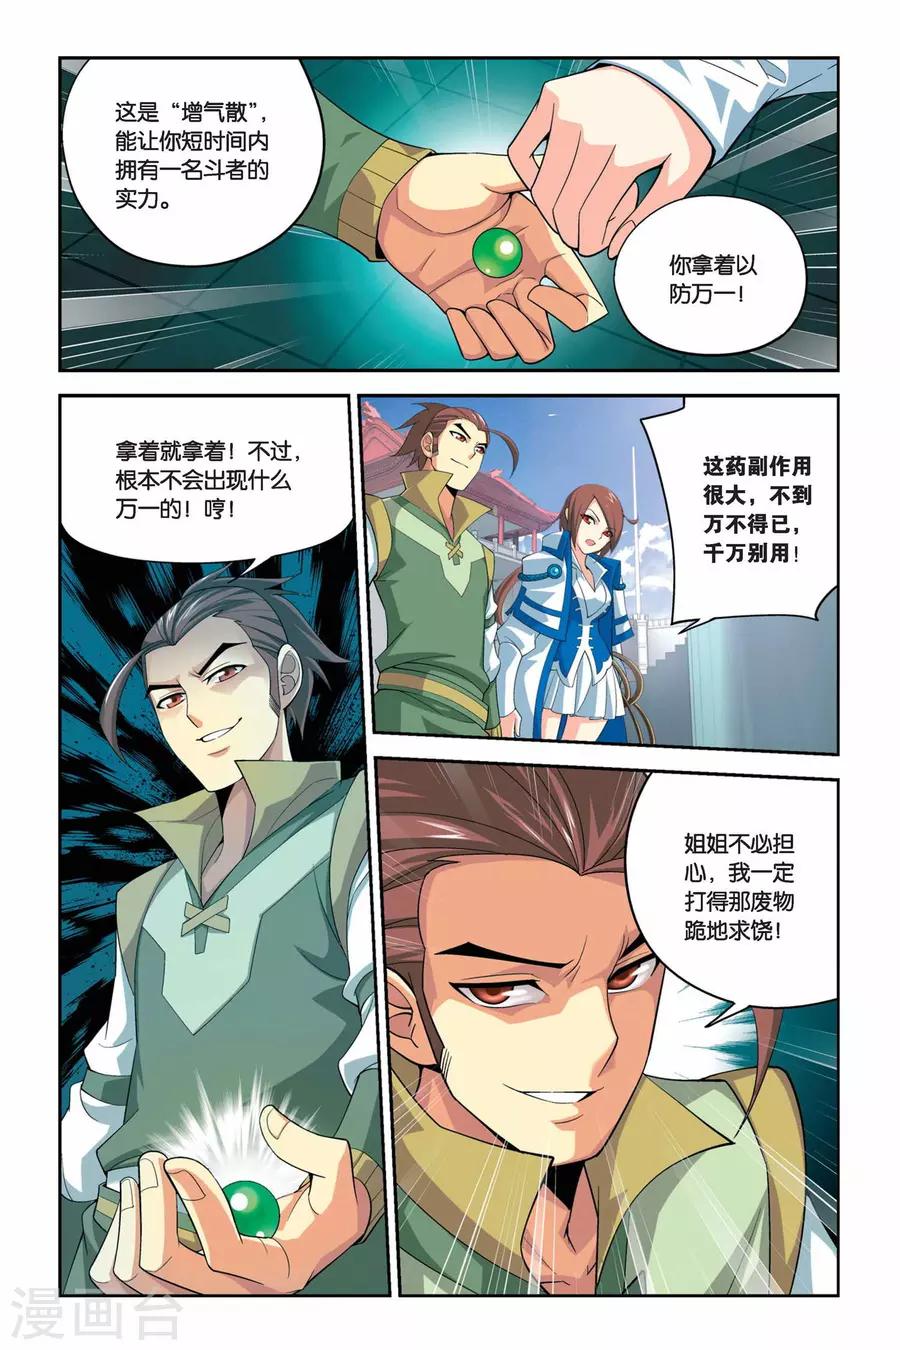 这是“增气散”，
能让你短时间内
拥有一名斗者的
实力。
你拿着以
防万一！
拿着就拿着！不过，
根本不会出现什么
万一的！哼！
这药副作用
很大，不到
万不得已，
千万别用！
姐姐不必担
心，我一定
打得那废物
跪地求饶！
漫画台